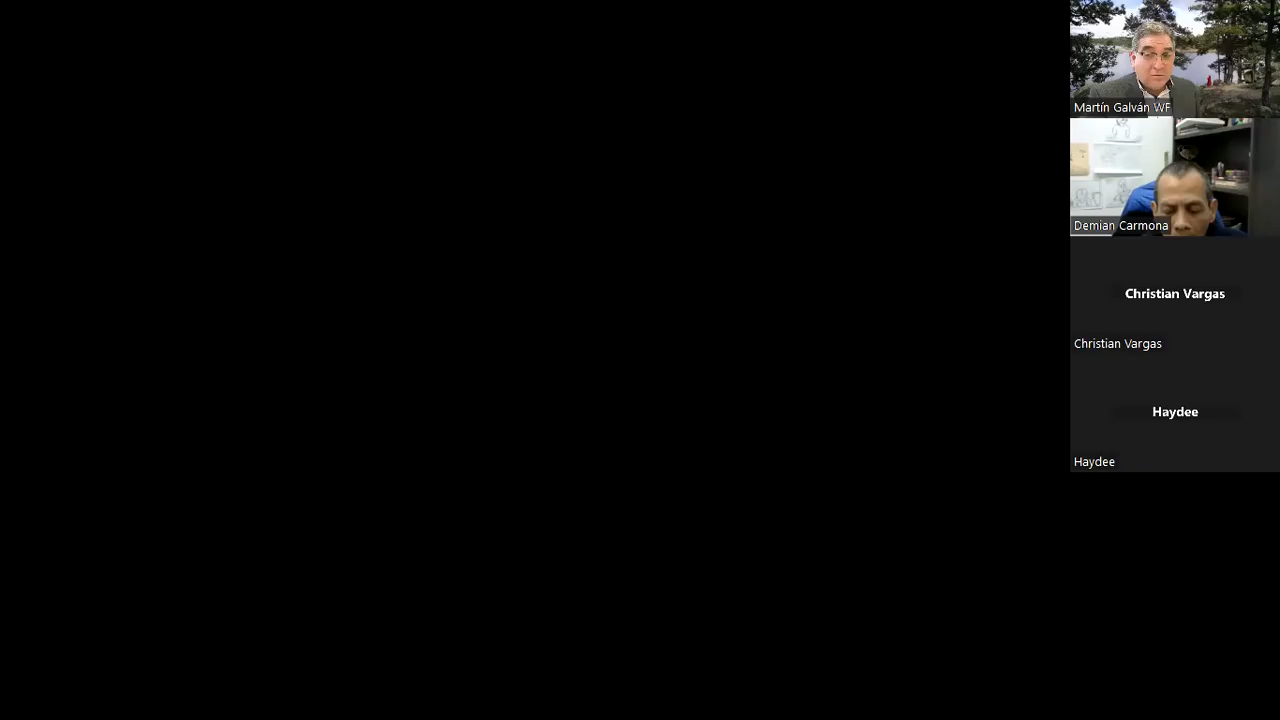 Martín Galván WF
Demian Carmona
Christian Vargas
Christian Vargas
Haydee
Haydee